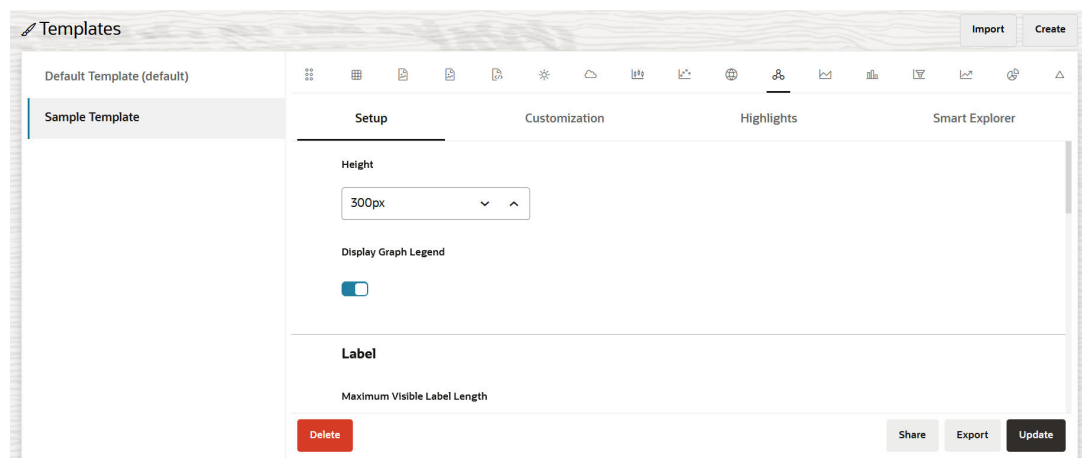 Templates
Import
Create
Default Template (default)
Sample Template
Setup
Customization
Highlights
Smart Explorer
Height
300px
Display Graph Legend
Label
Maximum Visible Label Length
Delete
Share
Export
Update